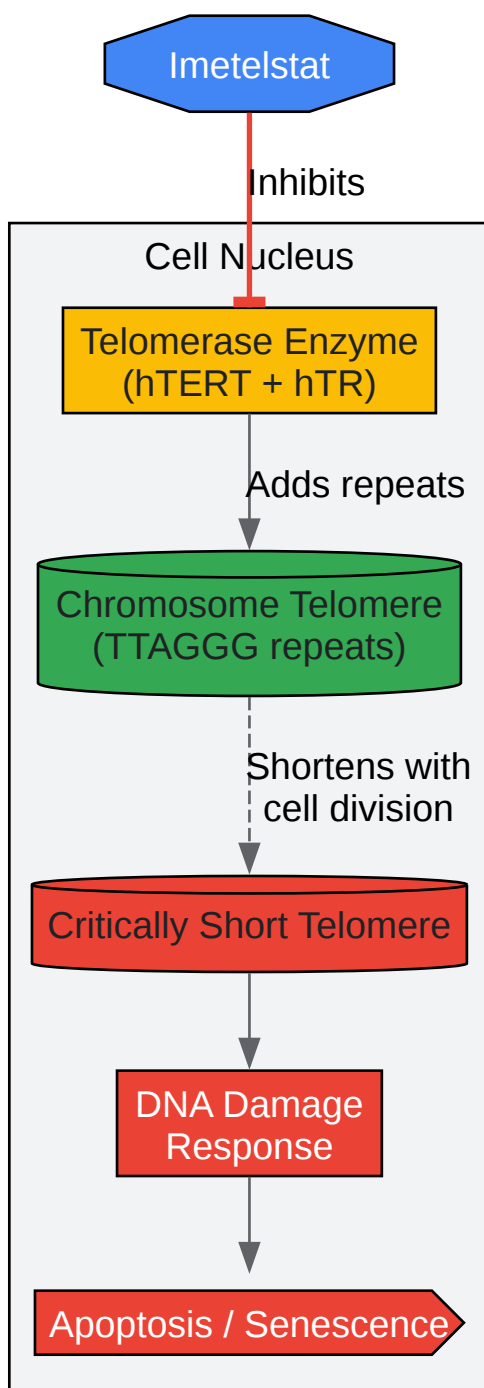 Imetelstat
Inhibits
Cell Nucleus
Telomerase Enzyme
(hTERT + hTR)
Adds repeats
Chromosome Telomere
(TTAGGG repeats)
Shortens with
cell division
Critically Short Telomere
DNA Damage
Response
Apoptosis / Senescence